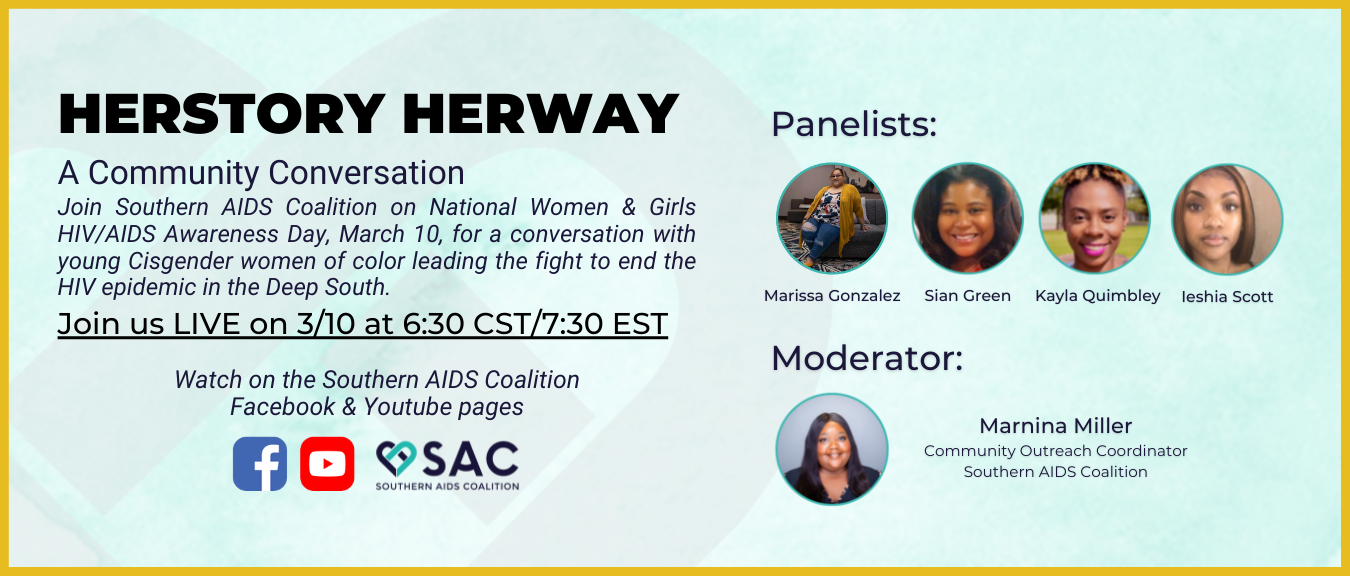 HERSTORY HERWAY
A Community Conversation
Join Southern AIDS Coalition on National Women & Girls
HIV/AIDS Awareness Day, March 10, for a conversation with
young Cisgender women of color leading the fight to end the
HIV epidemic in the Deep South.
Join us LIVE on 3/10 at 6:30 CST/7:30 EST
Watch on the Southern AIDS Coalition
Facebook & Youtube pages
SAC
SOUTHERN AIDS COALITION
Panelists:
Marissa Gonzalez
Sian Green
Kayla Quimbley
Ieshia Scott
Moderator:
Marnina Miller
Community Outreach Coordinator
Southern AIDS Coalition